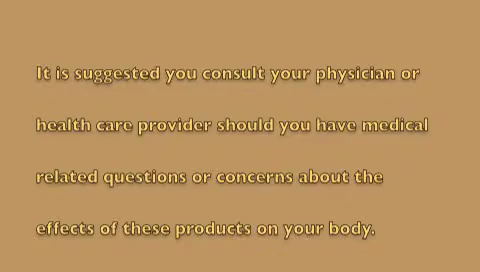 It is suggested you consult your physician or
health care provider should you have medical
related questions or concerns about the
effects of these products on your body.